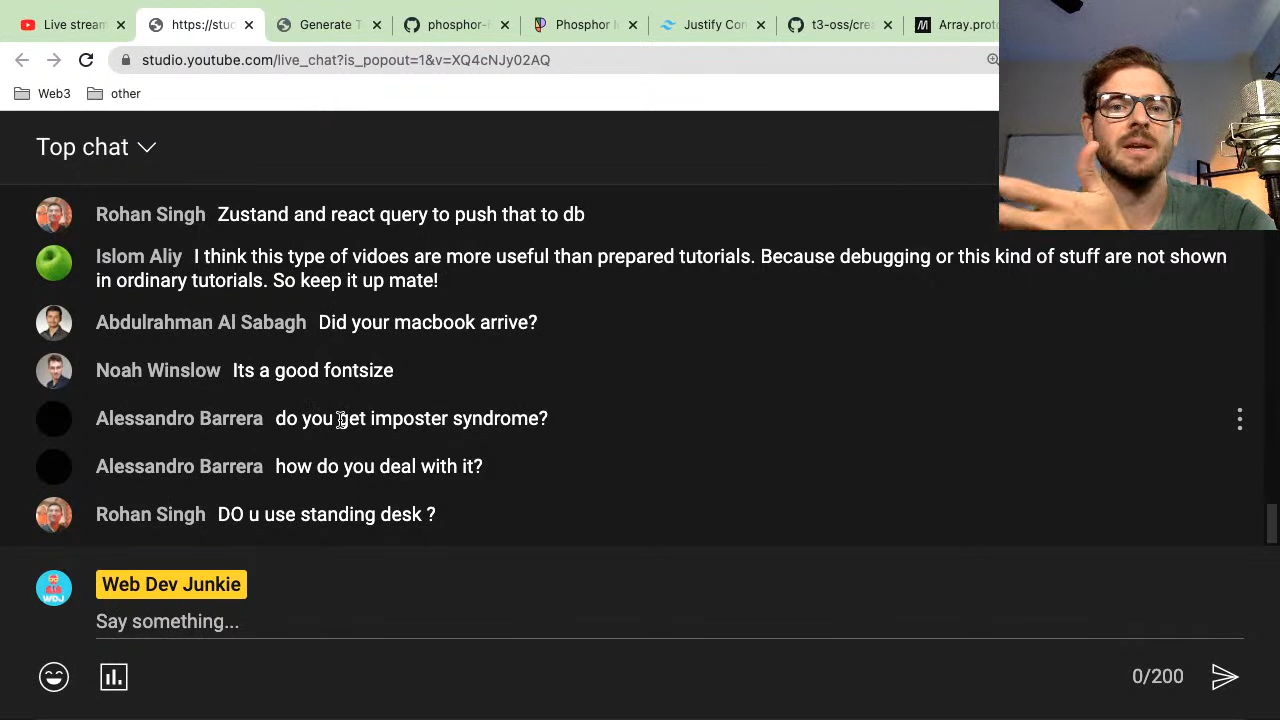 Live stream
https://stud
Generate T
phosphor-
Phosphor I
Justify Con
t3-oss/crea
Array.proto
studio.youtube.com/live_chat?is_popout=1&v=XQ4cNJy02AQ
Web3
other
Top chat
Rohan Singh Zustand and react query to push that to db
Islom Aliy I think this type of vidoes are more useful than prepared tutorials. Because debugging or this kind of stuff are not shown
in ordinary tutorials. So keep it up mate!
Abdulrahman Al Sabagh Did your macbook arrive?
Noah Winslow Its a good fontsize
Alessandro Barrera do you get imposter syndrome?
Alessandro Barrera how do you deal with it?
Rohan Singh DO u use standing desk ?
WDJ
Web Dev Junkie
Say something...
0/200